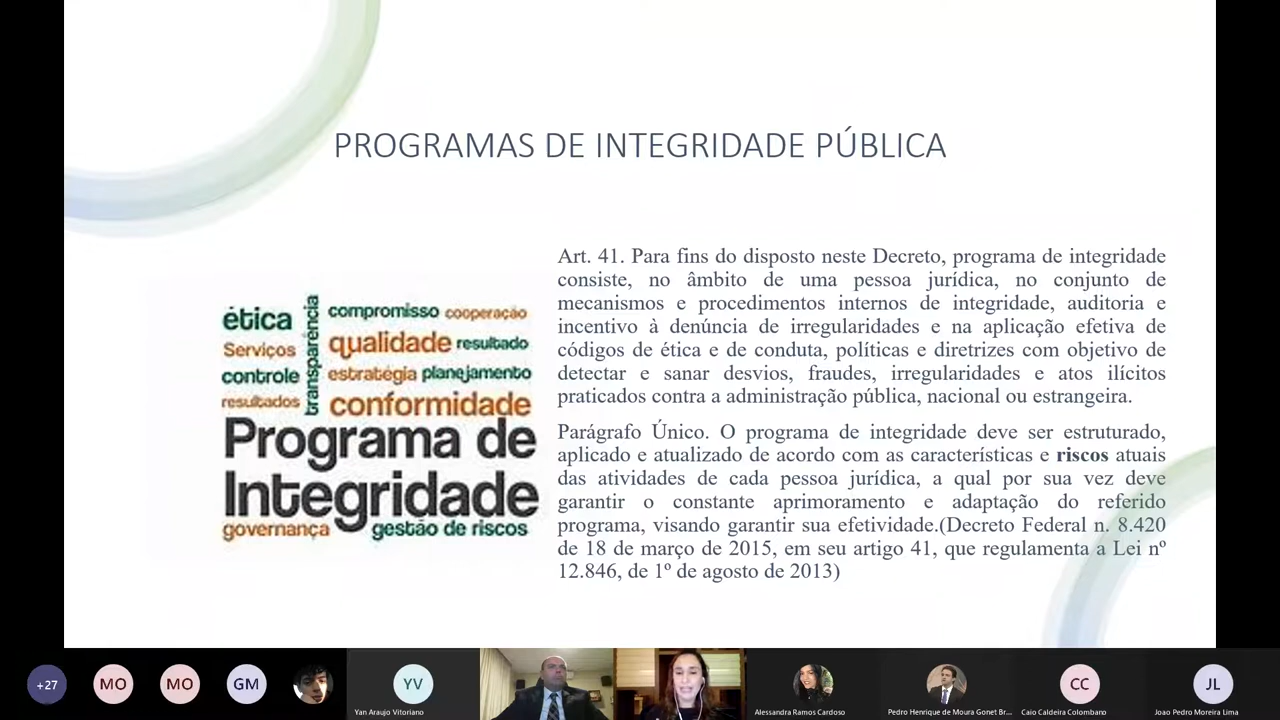 PROGRAMAS DE INTEGRIDADE PÚBLICA
ética
transparência
compromisso cooperação
Serviços
qualidade resultado
controle
estratégia planejamento
resultados
conformidade
Programa de
Integridade
governança gestão de riscos
Art. 41. Para fins do disposto neste Decreto, programa de integridade
consiste, no âmbito de uma pessoa jurídica, no conjunto de
mecanismos e procedimentos internos de integridade, auditoria e
incentivo à denúncia de irregularidades e na aplicação efetiva de
códigos de ética e de conduta, políticas e diretrizes com objetivo de
detectar e sanar desvios, fraudes, irregularidades e atos ilícitos
praticados contra a administração pública, nacional ou estrangeira.
Parágrafo Único. O programa de integridade deve ser estruturado,
aplicado e atualizado de acordo com as características e riscos atuais
das atividades de cada pessoa jurídica, a qual por sua vez deve
garantir o constante aprimoramento e adaptação do referido
programa, visando garantir sua efetividade.(Decreto Federal n. 8.420
de 18 de março de 2015, em seu artigo 41, que regulamenta a Lei nº
12.846, de 1º de agosto de 2013)
+27
MO
MO
GM
YV
CC
JL
Yan Araujo Vitoriano
Alessandra Ramos Cardoso
Pedro Henrique de Moura Gonet Br...
Caio Caldeira Colombano
Joao Pedro Moreira Lima